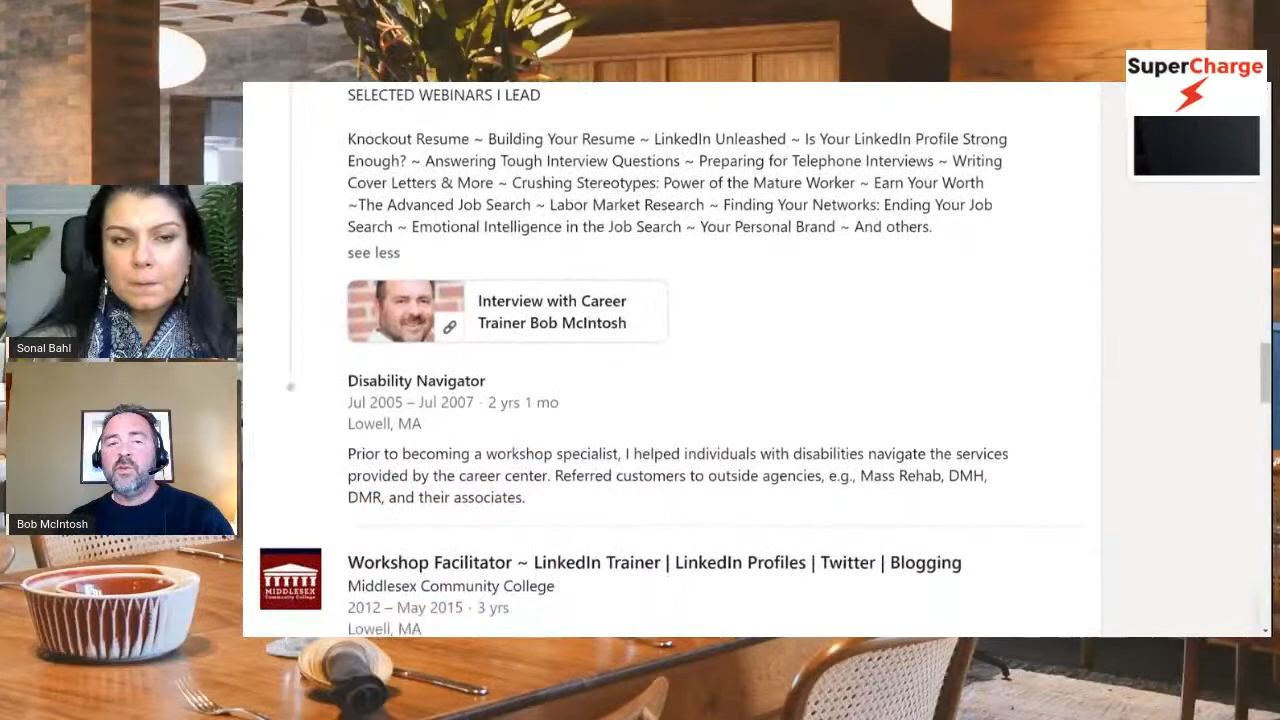 SuperCharge
SELECTED WEBINARS I LEAD
Knockout Resume ~ Building Your Resume ~ LinkedIn Unleashed ~ Is Your LinkedIn Profile Strong
Enough? ~ Answering Tough Interview Questions ~ Preparing for Telephone Interviews ~ Writing
Cover Letters & More ~ Crushing Stereotypes: Power of the Mature Worker ~ Earn Your Worth
~The Advanced Job Search ~ Labor Market Research ~ Finding Your Networks: Ending Your Job
Search ~ Emotional Intelligence in the Job Search ~ Your Personal Brand ~ And others.
see less
Interview with Career
Trainer Bob McIntosh
Sonal Bahl
Disability Navigator
Jul 2005 – Jul 2007 · 2 yrs 1 mo
Lowell, MA
Prior to becoming a workshop specialist, I helped individuals with disabilities navigate the services
provided by the career center. Referred customers to outside agencies, e.g., Mass Rehab, DMH,
DMR, and their associates.
Bob McIntosh
MIDDLESEX
Community College
Workshop Facilitator ~ LinkedIn Trainer | LinkedIn Profiles | Twitter | Blogging
Middlesex Community College
2012 – May 2015 · 3 yrs
Lowell, MA